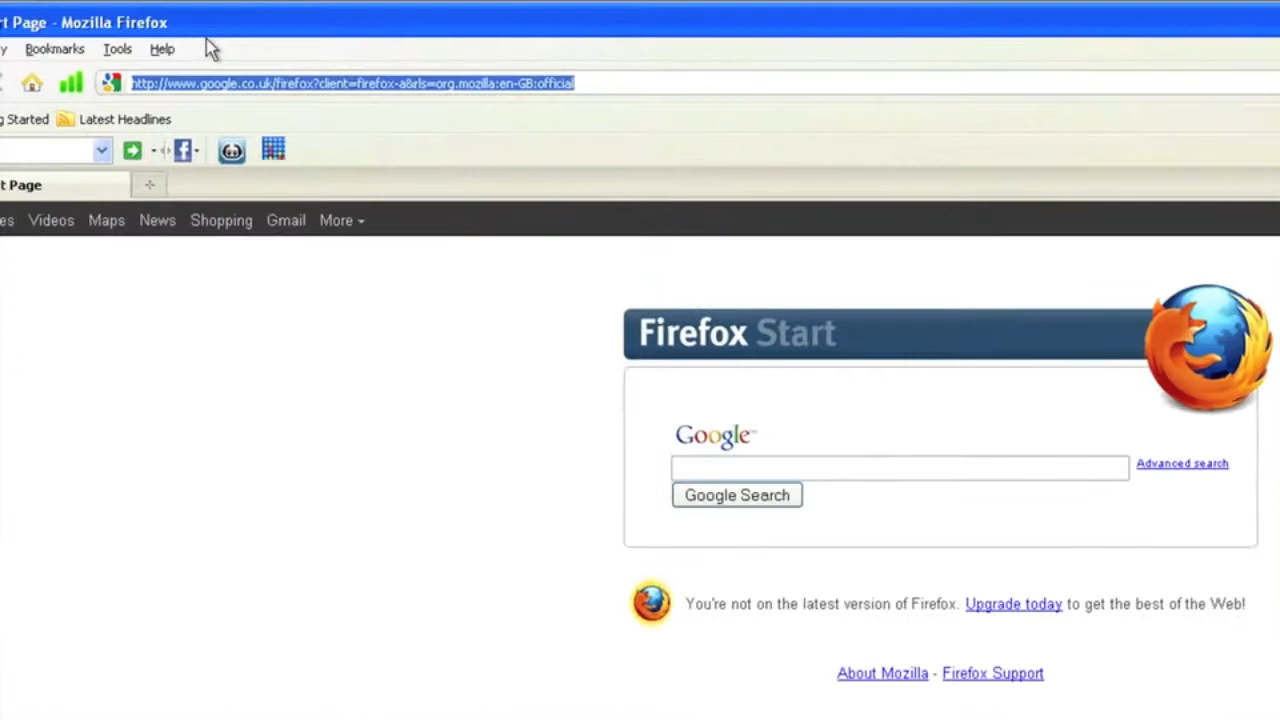 rt Page - Mozilla Firefox
y Bookmarks Tools Help
http://www.google.co.uk/firefox?client=firefox-a&rls=org.mozilla:en-GB:official
g Started Latest Headlines
t Page
es Videos Maps News Shopping Gmail More
Firefox Start
Google™
Advanced search
Google Search
You're not on the latest version of Firefox. Upgrade today to get the best of the Web!
About Mozilla - Firefox Support